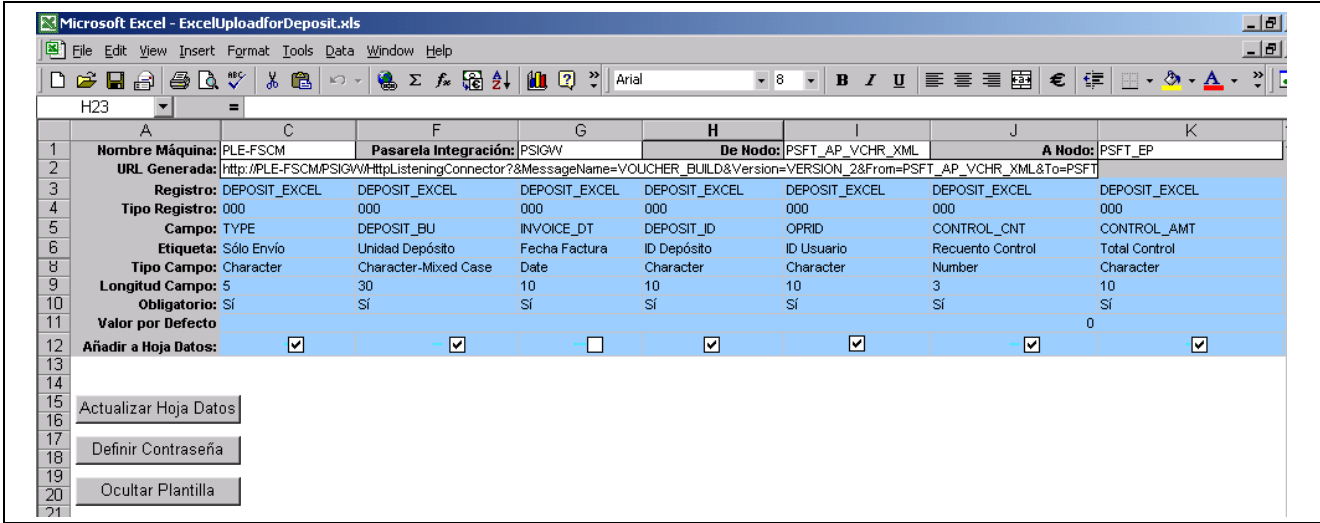 Microsoft Excel - ExcelUploadforDeposit.xls
File Edit View Insert Format Tools Data Window Help
Arial 8 B I U
H23 =
A C F G H I J K
1 Nombre Máquina: PLE-FSCM Pasarela Integración: PSIGW De Nodo: PSFT_AP_VCHR_XML A Nodo: PSFT_EP
2 URL Generada: http://PLE-FSCM/PSIGW/HttpListeningConnector?&MessageName=VOUCHER_BUILD&Version=VERSION_2&From=PSFT_AP_VCHR_XML&To=PSFT
3 Registro: DEPOSIT_EXCEL DEPOSIT_EXCEL DEPOSIT_EXCEL DEPOSIT_EXCEL DEPOSIT_EXCEL DEPOSIT_EXCEL DEPOSIT_EXCEL
4 Tipo Registro: 000 000 000 000 000 000 000
5 Campo: TYPE DEPOSIT_BU INVOICE_DT DEPOSIT_ID OPRID CONTROL_CNT CONTROL_AMT
6 Etiqueta: Sólo Envío Unidad Depósito Fecha Factura ID Depósito ID Usuario Recuento Control Total Control
8 Tipo Campo: Character Character-Mixed Case Date Character Character Number Character
9 Longitud Campo: 5 30 10 10 10 3 10
10 Obligatorio: Sí Sí Sí Sí Sí Sí Sí
11 Valor por Defecto 0
12 Añadir a Hoja Datos:
13
14
15 Actualizar Hoja Datos
16
17 Definir Contraseña
18
19 Ocultar Plantilla
20
21